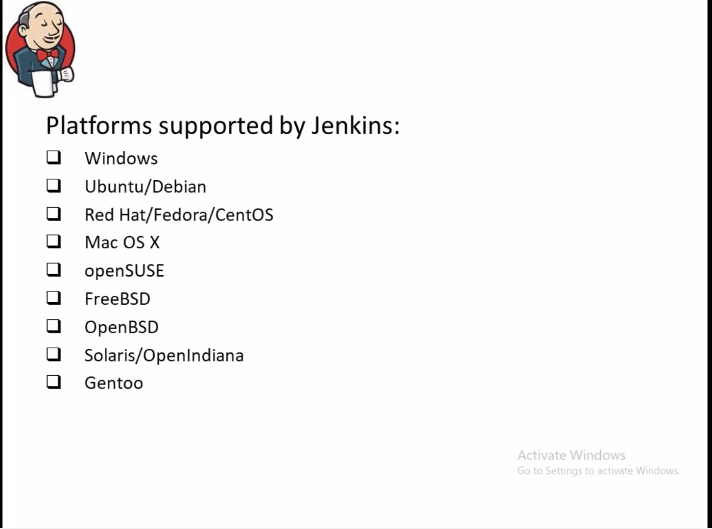 Platforms supported by Jenkins:
Windows
Ubuntu/Debian
Red Hat/Fedora/CentOS
Mac OS X
openSUSE
FreeBSD
OpenBSD
Solaris/OpenIndiana
Gentoo
Activate Windows
Go to Settings to activate Windows.